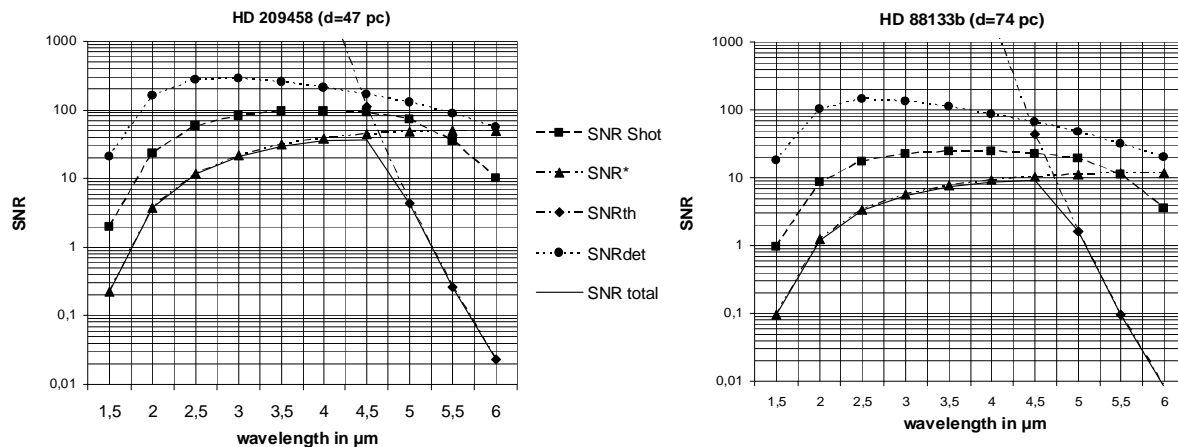 HD 209458 (d=47 pc)
1000
100
10
1
0,1
0,01
SNR
1,5 2 2,5 3 3,5 4 4,5 5 5,5 6
wavelength in µm
SNR Shot
SNR*
SNRth
SNRdet
SNR total
HD 88133b (d=74 pc)
1000
100
10
1
0,1
0,01
SNR
1,5 2 2,5 3 3,5 4 4,5 5 5,5 6
wavelength in µm